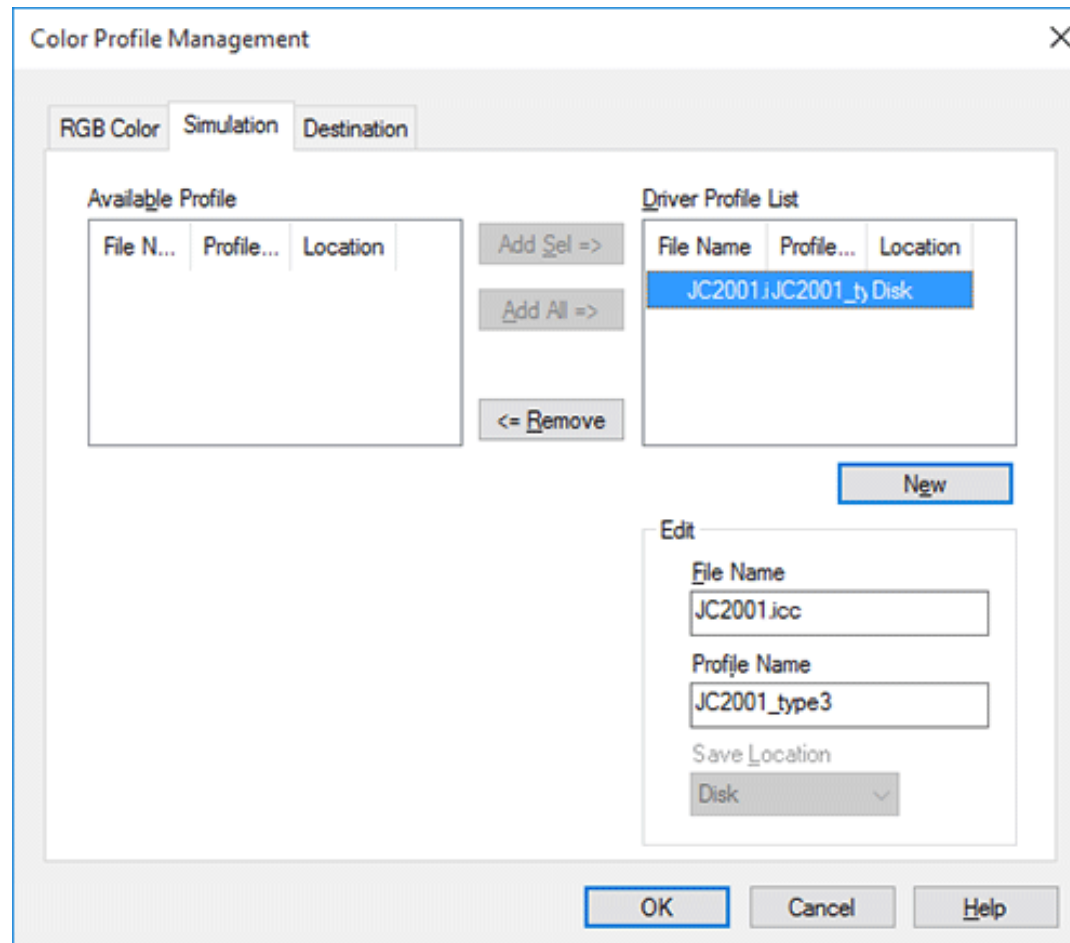 Color Profile Management
RGB Color Simulation Destination
Available Profile
File N... Profile... Location
Add Sel =>
Add All =>
<= Remove
Driver Profile List
File Name Profile... Location
JC2001.i JC2001_ty Disk
New
Edit
File Name
JC2001.icc
Profile Name
JC2001_type3
Save Location
Disk
OK Cancel Help